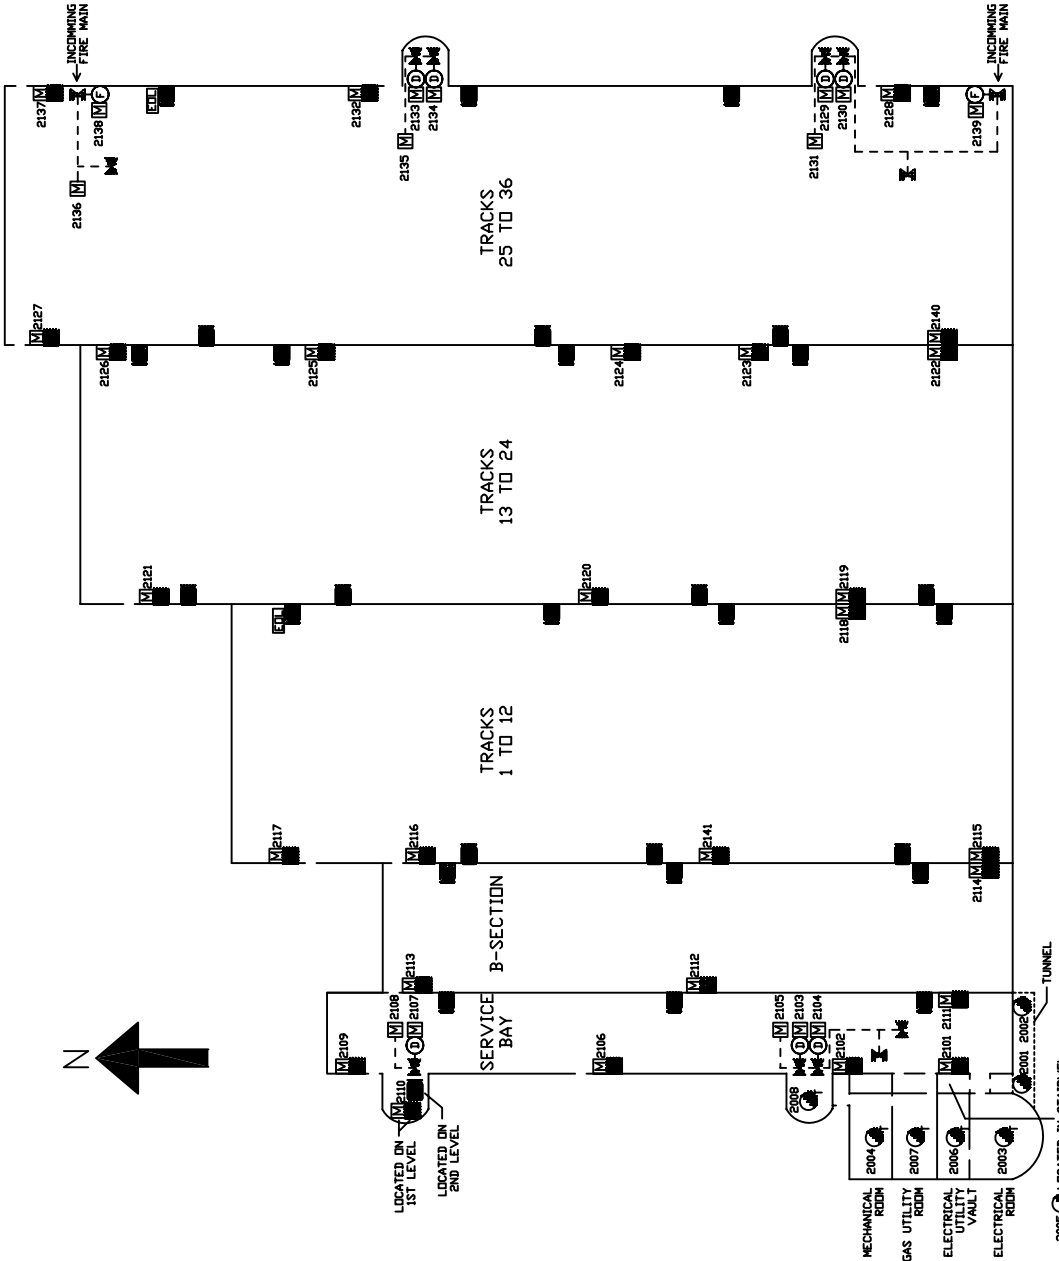 INCOMMING
FIRE MAIN
INCOMMING
FIRE MAIN
2137
M
2138
M
F
EOL
2132
M
2133
M
D
2134
M
D
2135
M
2136
M
2129
M
D
2130
M
D
2131
M
2128
M
2139
M
F
TRACKS
25 TO 36
M
2127
M
2126
M
2125
M
2124
M
2123
M
2140
M
2122
TRACKS
13 TO 24
M
2121
M
2120
M
2119
M
2118
EOL
TRACKS
1 TO 12
M
2117
M
2116
M
2141
M
2115
M
2114
B-SECTION
M
2113
M
2112
SERVICE
BAY
M
2108
M
2107
D
M
2109
M
2110
M
2106
M
2105
M
2103
D
M
2104
D
M
2102
M
2111
M
2101
2002
2001
TUNNEL
N
LOCATED ON
1ST LEVEL
LOCATED ON
2ND LEVEL
2008
2004
2007
2006
2003
MECHANICAL
ROOM
GAS UTILITY
ROOM
ELECTRICAL
UTILITY
VAULT
ELECTRICAL
ROOM